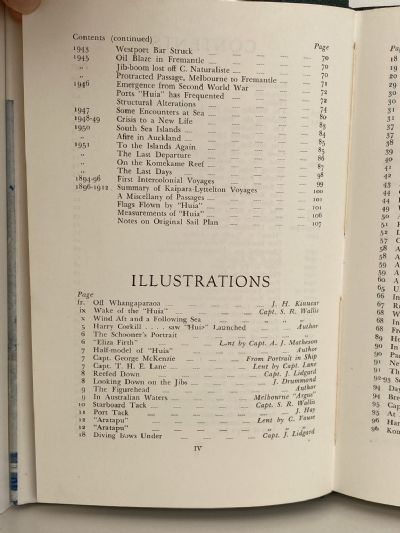 Contents (continued) Page
1943 Westport Bar Struck 70
1945 Oil Blaze in Fremantle 70
" Jib-boom lost off C. Naturaliste 70
" Protracted Passage, Melbourne to Fremantle 71
1946 Emergence from Second World War 71
Ports "Huia" has Frequented 72
Structural Alterations 74
1947 Some Encounters at Sea 80
1948-49 Crisis to a New Life 83
1950 South Sea Islands 84
" Afire in Auckland 85
1951 To the Islands Again 85
" The Last Departure 86
" On the Komekame Reef 87
" The Last Days 98
1894-96 First Intercolonial Voyages 99
1896-1912 Summary of Kaipara-Lyttelton Voyages 100
A Miscellany of Passages 101
Flags Flown by "Huia" 101
Measurements of "Huia" 106
Notes on Original Sail Plan 107
ILLUSTRATIONS
Page
fr. Off Whangaparaoa J. H. Kinnear
ix Wake of the "Huia" Capt. S. R. Wallis
x Wind Aft and a Following Sea " " "
5 Harry Corkill .... saw "Huia" Launched Author
6 The Schooner's Portrait
6 "Eliza Firth" Lent by Capt. A. J. Matheson
7 Half-model of "Huia" Author
7 Capt. George McKenzie From Portrait in Ship
7 Capt. T. H. E. Lane Lent by Capt. Lane
8 Reefed Down Capt. J. Lidgard
8 Looking Down on the Jibs J. Drummond
9 The Figurehead Author
9 In Australian Waters Melbourne "Argus"
10 Starboard Tack Capt. S. R. Wallis
11 Port Tack J. Hay
12 "Aratapu" Lent by C. Fause
12 "Aratapu" " " "
18 Diving Bows Under Capt. J. Lidgard
IV